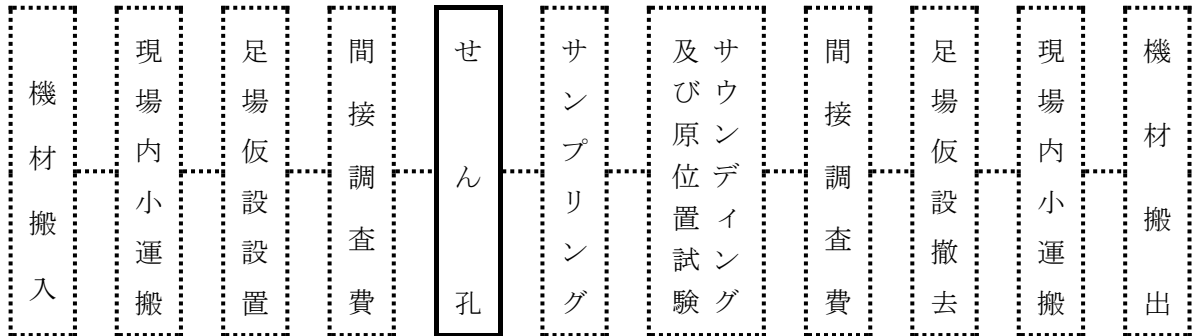 機材搬入
現場内小運搬
足場仮設設置
間接調査費
せん孔
サンプリング
サウンディング
及び原位置試験
間接調査費
足場仮設撤去
現場内小運搬
機材搬出